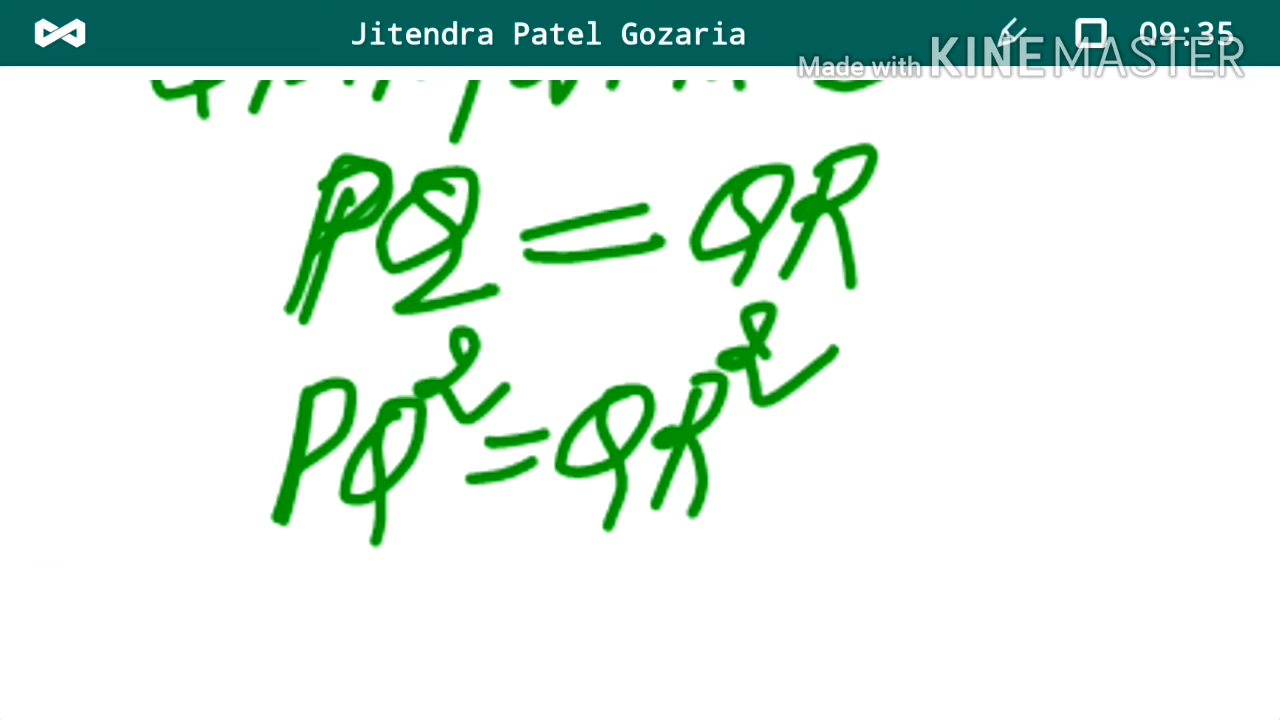 Jitendra Patel Gozaria
09:35
Made with KINEMASTER
PQ = QR
PQ² = QR²